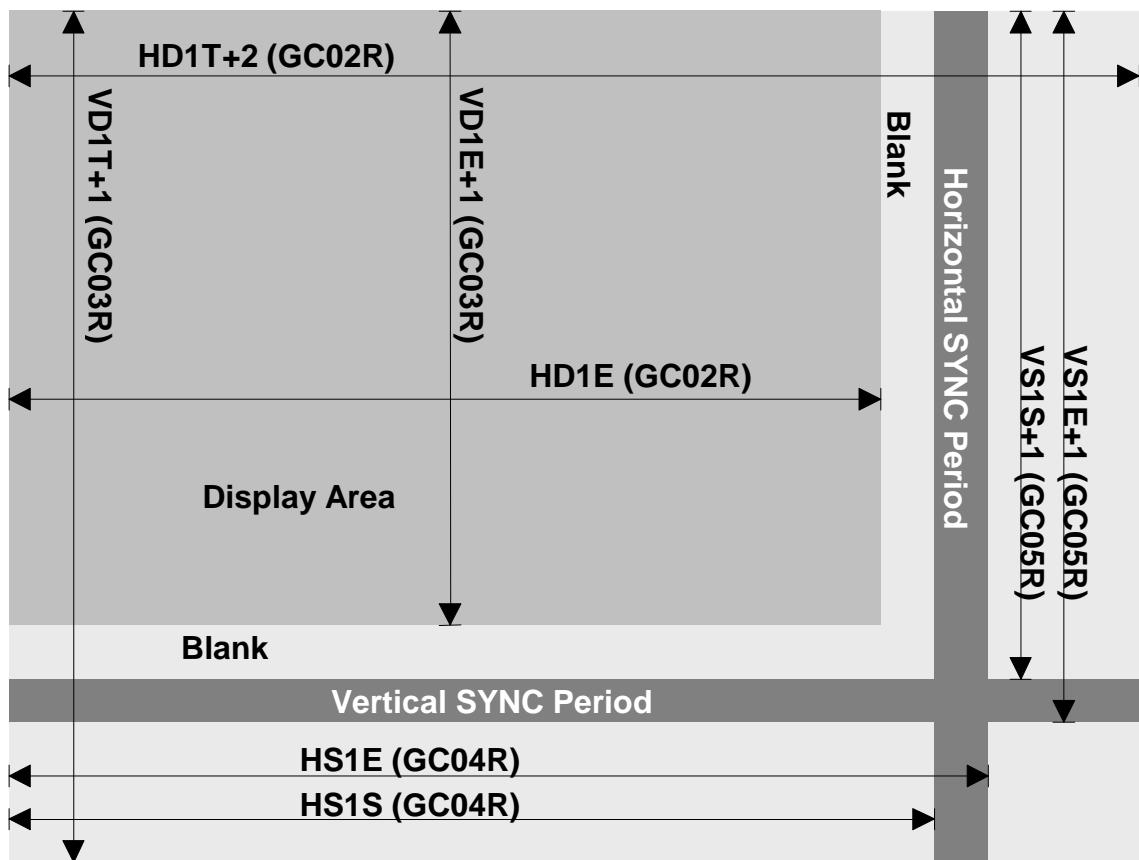 HD1T+2 (GC02R)
VD1T+1 (GC03R)
VD1E+1 (GC03R)
Blank
Horizontal SYNC Period
VS1S+1 (GC05R)
VS1E+1 (GC05R)
HD1E (GC02R)
Display Area
Blank
Vertical SYNC Period
HS1E (GC04R)
HS1S (GC04R)